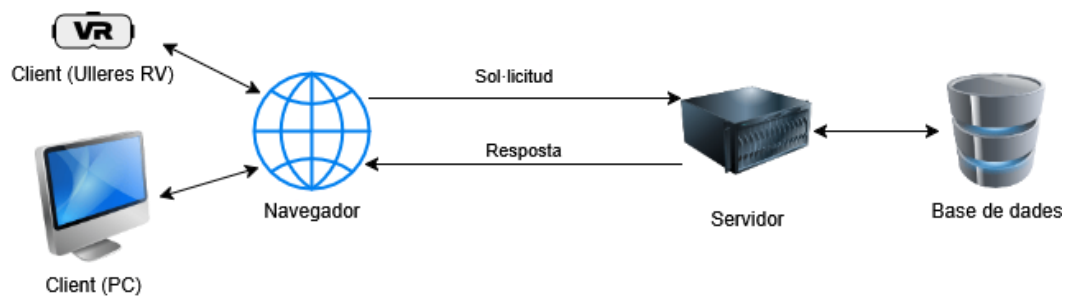 VR
Client (Ulleres RV)
Sol·licitud
Resposta
Navegador
Servidor
Base de dades
Client (PC)